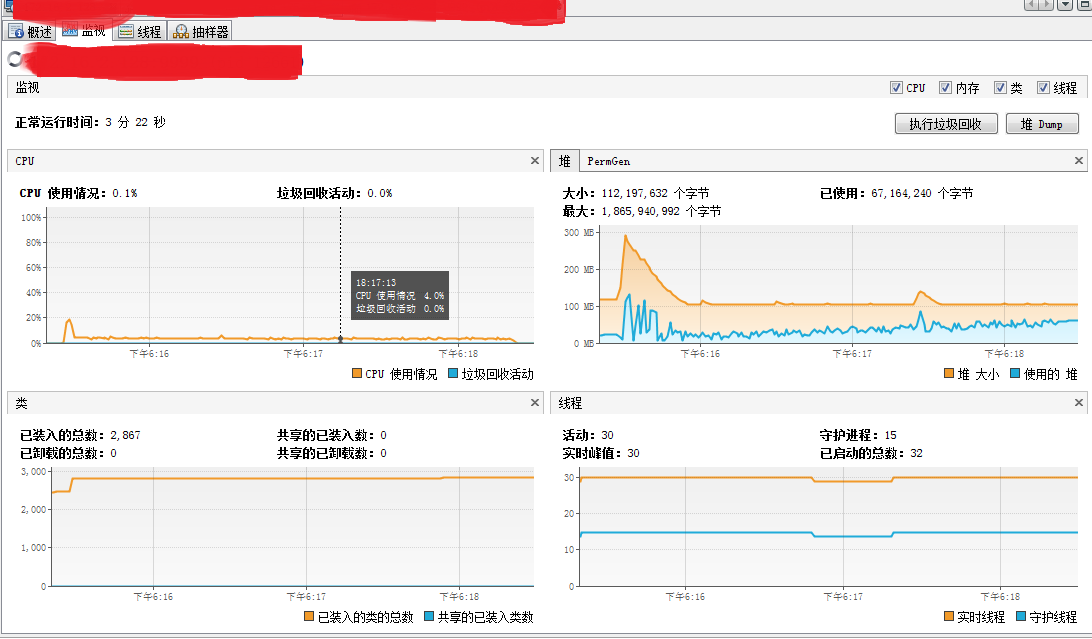 概述 监视 线程 抽样器
监视
CPU 内存 类 线程
正常运行时间: 3 分 22 秒
执行垃圾回收 堆 Dump
CPU
CPU 使用情况: 0.1% 垃圾回收活动: 0.0%
100%
80%
60%
40%
20%
0%
18:17:13
CPU 使用情况 4.0%
垃圾回收活动 0.0%
下午6:16 下午6:17 下午6:18
CPU 使用情况 垃圾回收活动
堆 PermGen
大小: 112,197,632 个字节 已使用: 67,164,240 个字节
最大: 1,865,940,992 个字节
300 MB
200 MB
100 MB
0 MB
下午6:16 下午6:17 下午6:18
堆 大小 使用的 堆
类
已装入的总数: 2,867 共享的已装入数: 0
已卸载的总数: 0 共享的已卸载数: 0
3,000
2,000
1,000
0
下午6:16 下午6:17 下午6:18
已装入的类的总数 共享的已装入类数
线程
活动: 30 守护进程: 15
实时峰值: 30 已启动的总数: 32
30
20
10
0
下午6:16 下午6:17 下午6:18
实时线程 守护线程